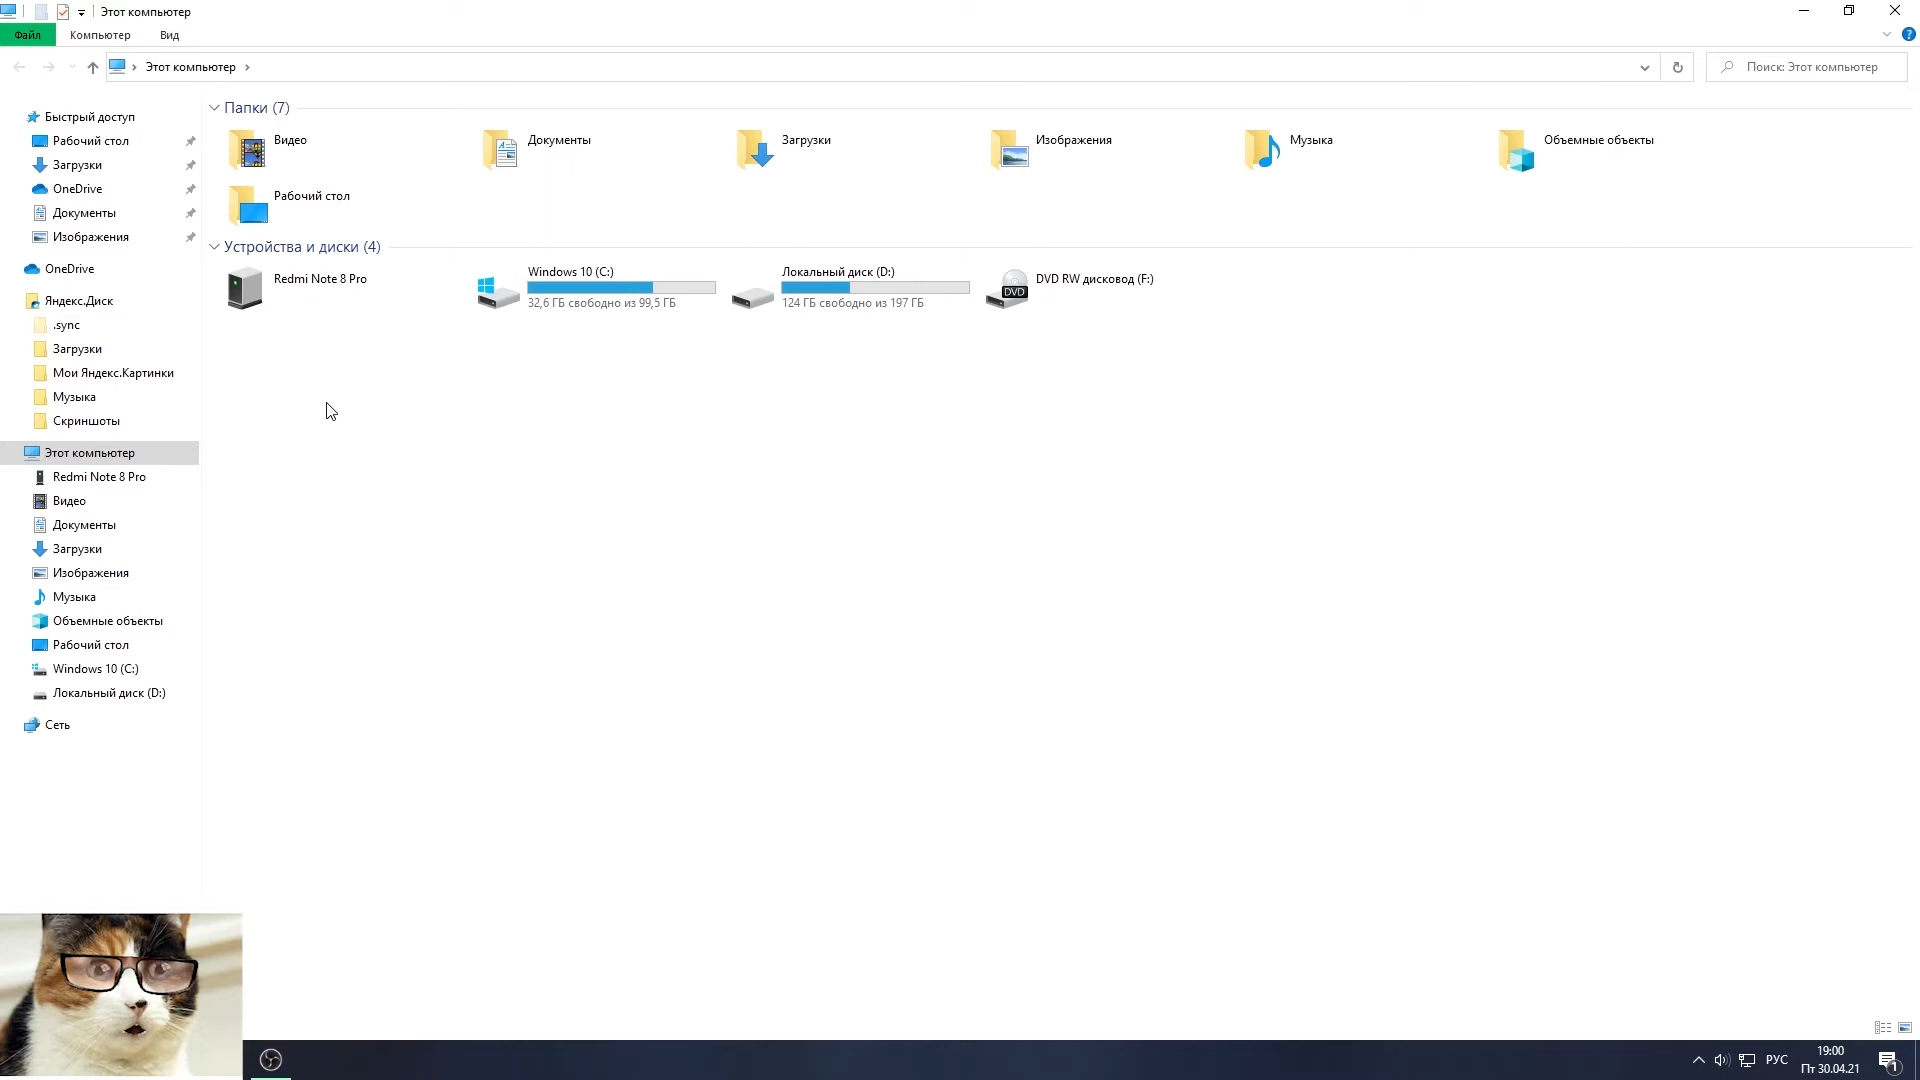 Этот компьютер
Файл
Компьютер
Вид
?
Этот компьютер
Поиск: Этот компьютер
Быстрый доступ
Рабочий стол
Загрузки
OneDrive
Документы
Изображения
OneDrive
Яндекс.Диск
.sync
Загрузки
Мои Яндекс.Картинки
Музыка
Скриншоты
Этот компьютер
Redmi Note 8 Pro
Видео
Документы
Загрузки
Изображения
Музыка
Объемные объекты
Рабочий стол
Windows 10 (C:)
Локальный диск (D:)
Сеть
Папки (7)
Видео
Документы
Загрузки
Изображения
Музыка
Объемные объекты
Рабочий стол
Устройства и диски (4)
Redmi Note 8 Pro
Windows 10 (C:)
32,6 ГБ свободно из 99,5 ГБ
Локальный диск (D:)
124 ГБ свободно из 197 ГБ
DVD
DVD RW дисковод (F:)
РУС
19:00
Пт 30.04.21
1